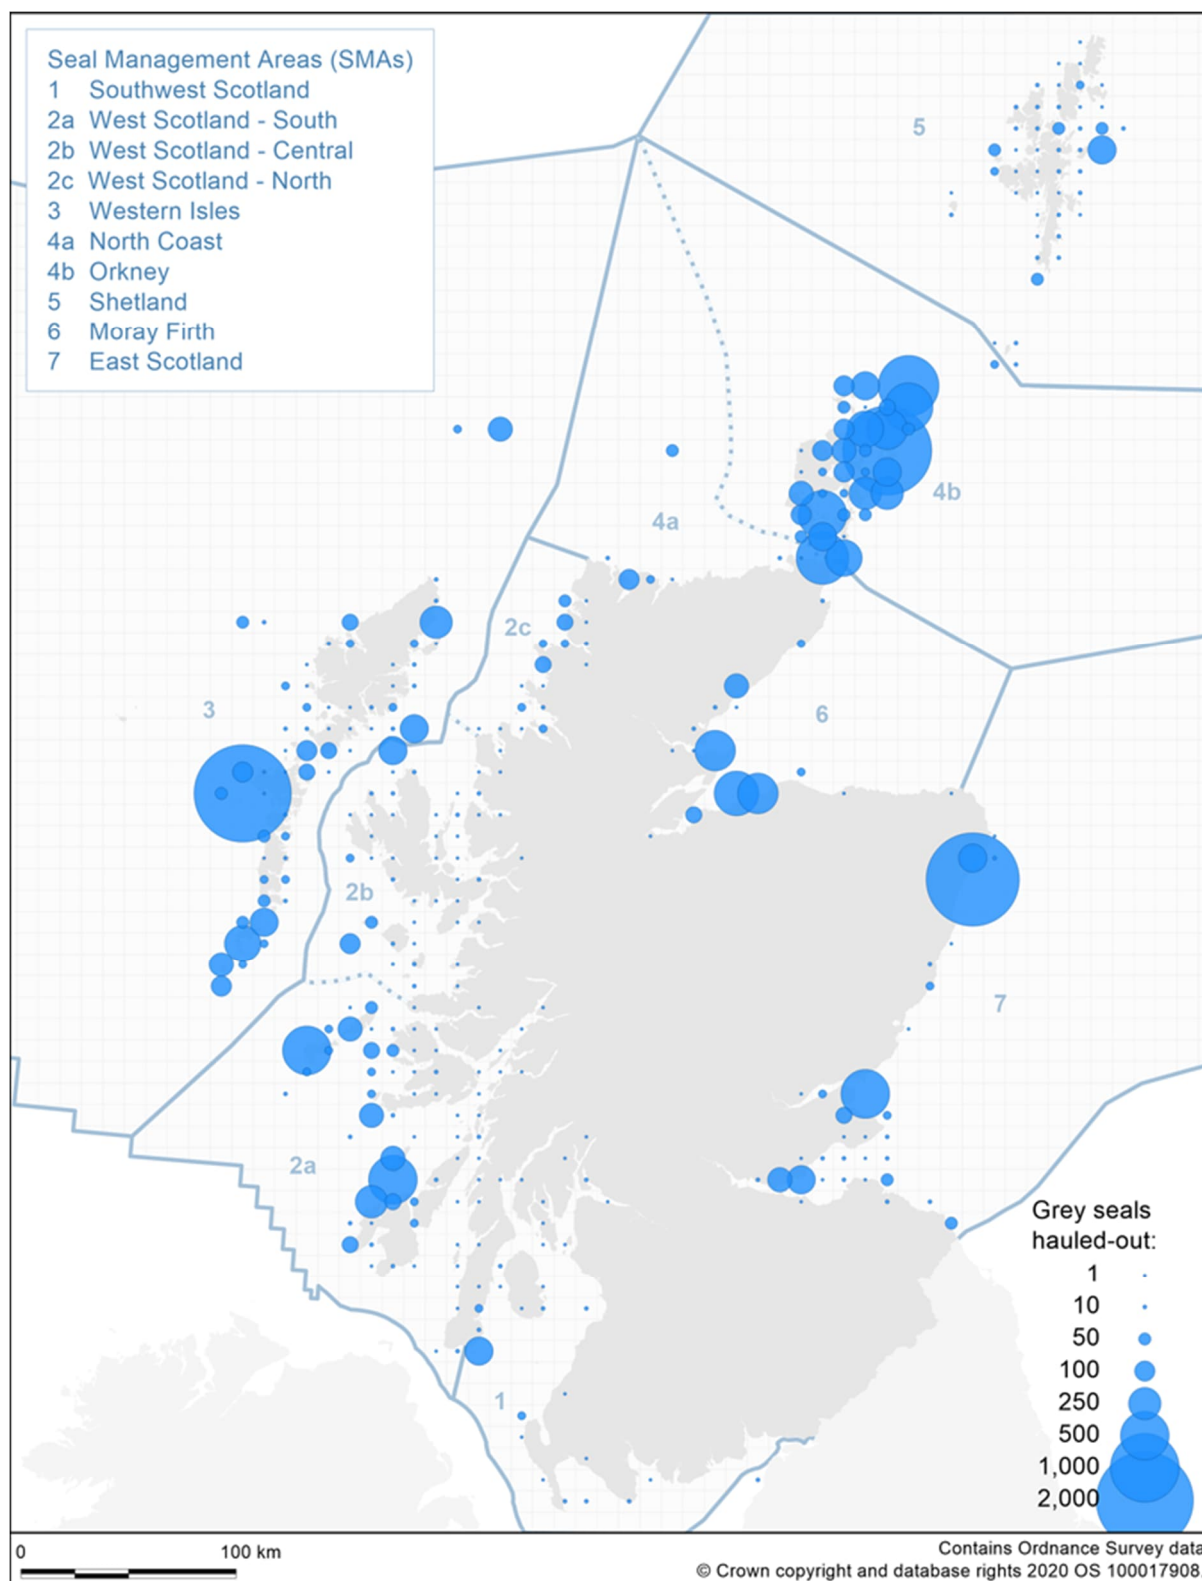 Seal Management Areas (SMAs)
1 Southwest Scotland
2a West Scotland - South
2b West Scotland - Central
2c West Scotland - North
3 Western Isles
4a North Coast
4b Orkney
5 Shetland
6 Moray Firth
7 East Scotland
5
4b
4a
2c
3
6
2b
7
2a
1
Grey seals
hauled-out:
1
10
50
100
250
500
1,000
2,000
0 100 km
Contains Ordnance Survey data
© Crown copyright and database rights 2020 OS 100017908